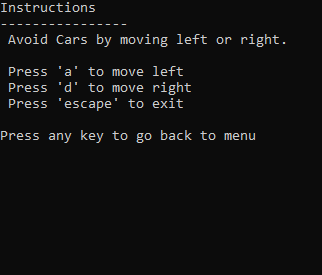 Instructions
----------------
Avoid Cars by moving left or right.
Press 'a' to move left
Press 'd' to move right
Press 'escape' to exit
Press any key to go back to menu